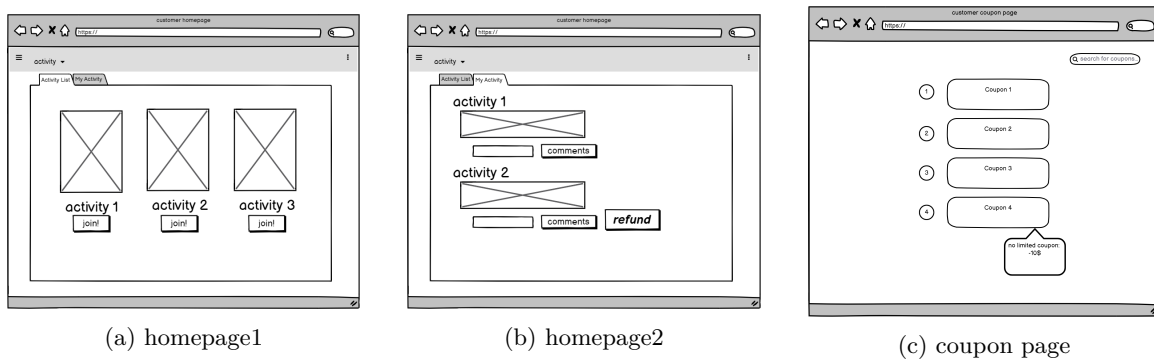 customer homepage
https://
activity
Activity List
My Activity
activity 1
activity 2
activity 3
join!
join!
join!
(a) homepage1
customer homepage
https://
activity
Activity List
My Activity
activity 1
comments
activity 2
comments
refund
(b) homepage2
customer coupon page
https://
search for coupons..
1
Coupon 1
2
Coupon 2
3
Coupon 3
4
Coupon 4
no limited coupon:
-10$
(c) coupon page